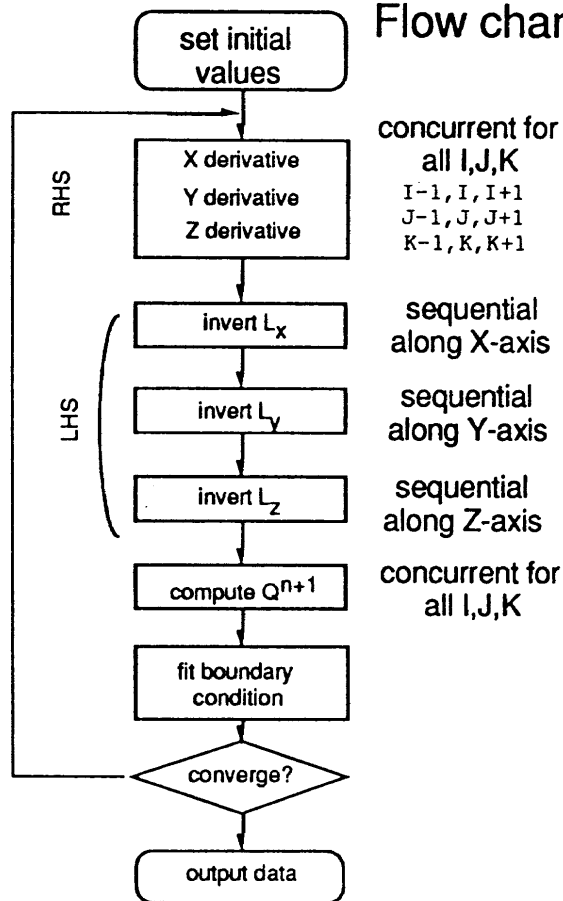 Flow char
set initial
values
RHS
X derivative
Y derivative
Z derivative
concurrent for
all I,J,K
I-1, I, I+1
J-1, J, J+1
K-1, K, K+1
LHS
invert Lx
sequential
along X-axis
invert Ly
sequential
along Y-axis
invert Lz
sequential
along Z-axis
compute Qn+1
concurrent for
all I,J,K
fit boundary
condition
converge?
output data